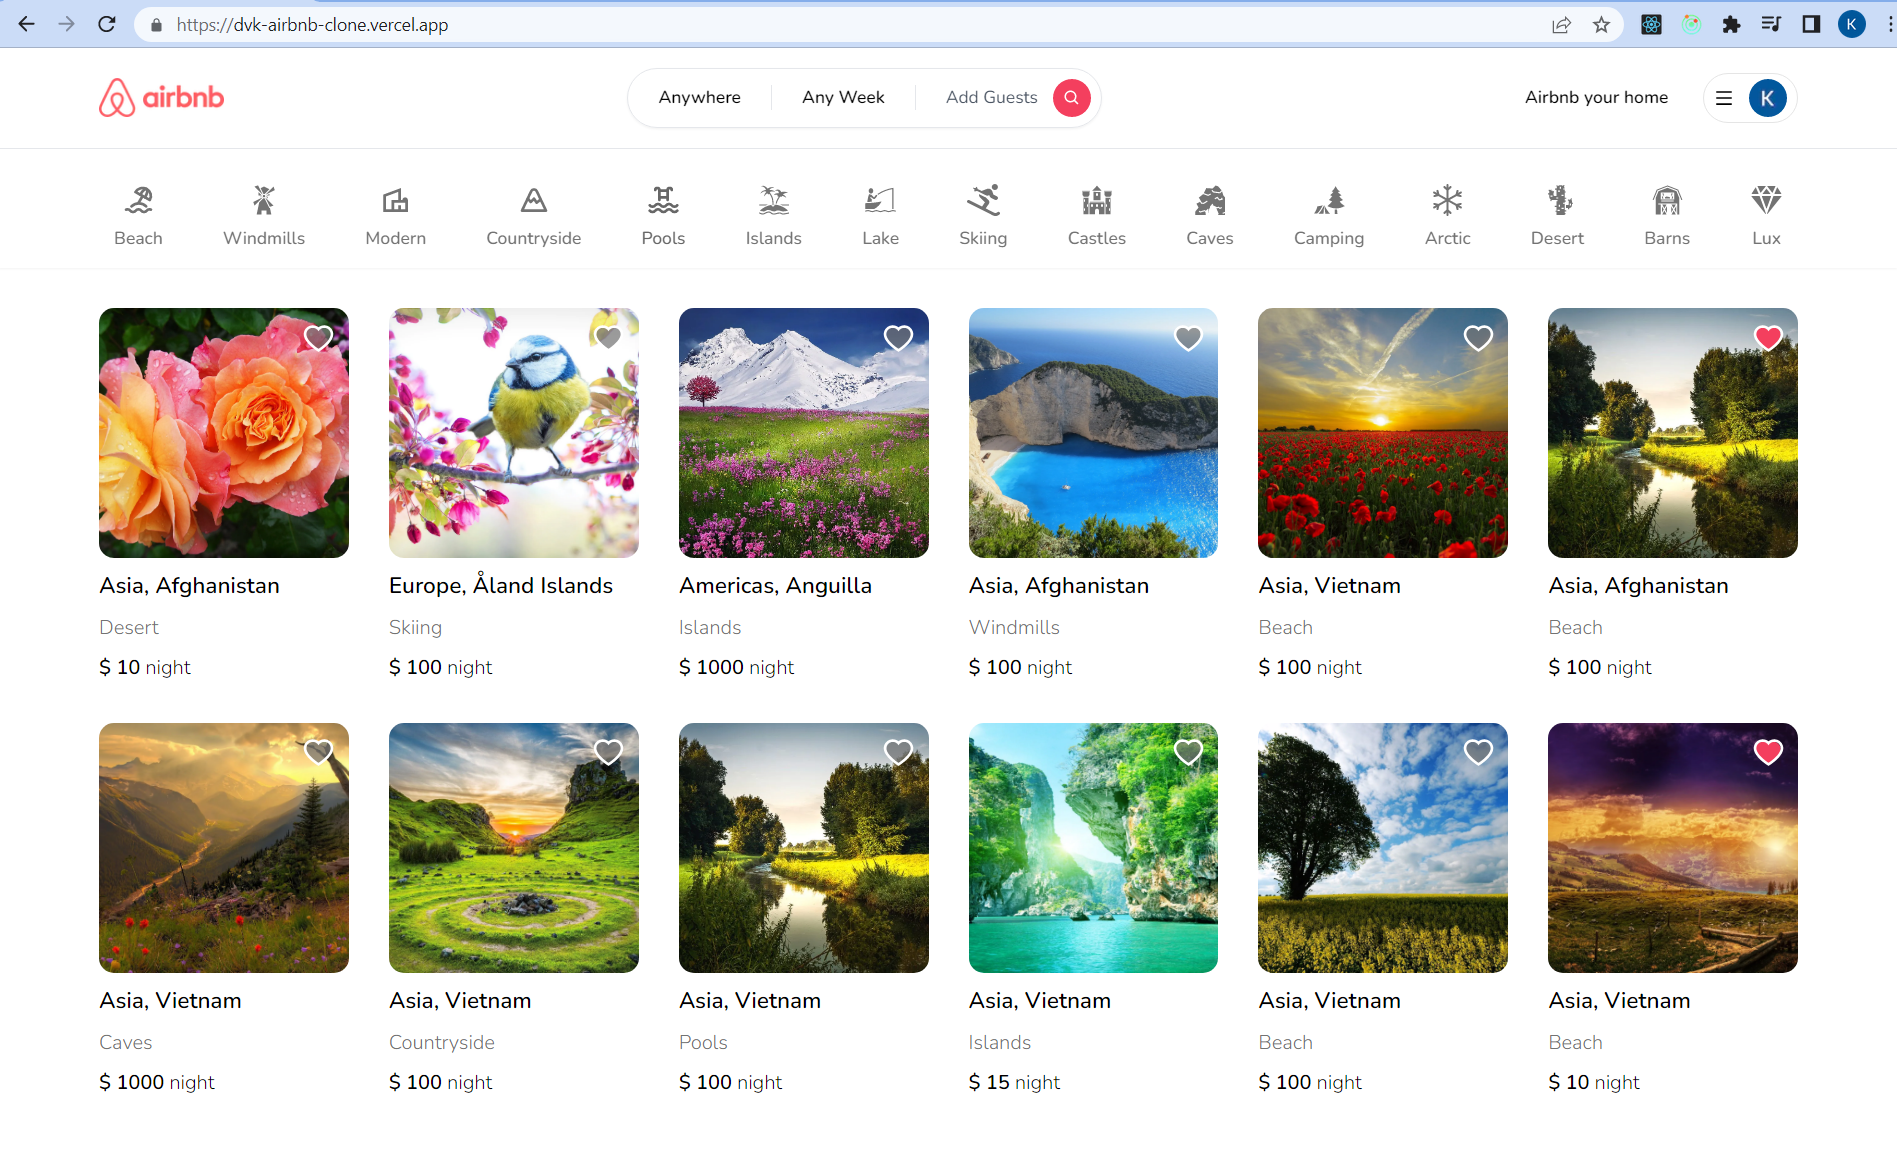 https://dvk-airbnb-clone.vercel.app
K
airbnb
Anywhere
Any Week
Add Guests
Airbnb your home
K
Beach
Windmills
Modern
Countryside
Pools
Islands
Lake
Skiing
Castles
Caves
Camping
Arctic
Desert
Barns
Lux
Asia, Afghanistan
Desert
$ 10 night
Europe, Åland Islands
Skiing
$ 100 night
Americas, Anguilla
Islands
$ 1000 night
Asia, Afghanistan
Windmills
$ 100 night
Asia, Vietnam
Beach
$ 100 night
Asia, Afghanistan
Beach
$ 100 night
Asia, Vietnam
Caves
$ 1000 night
Asia, Vietnam
Countryside
$ 100 night
Asia, Vietnam
Pools
$ 100 night
Asia, Vietnam
Islands
$ 15 night
Asia, Vietnam
Beach
$ 100 night
Asia, Vietnam
Beach
$ 10 night